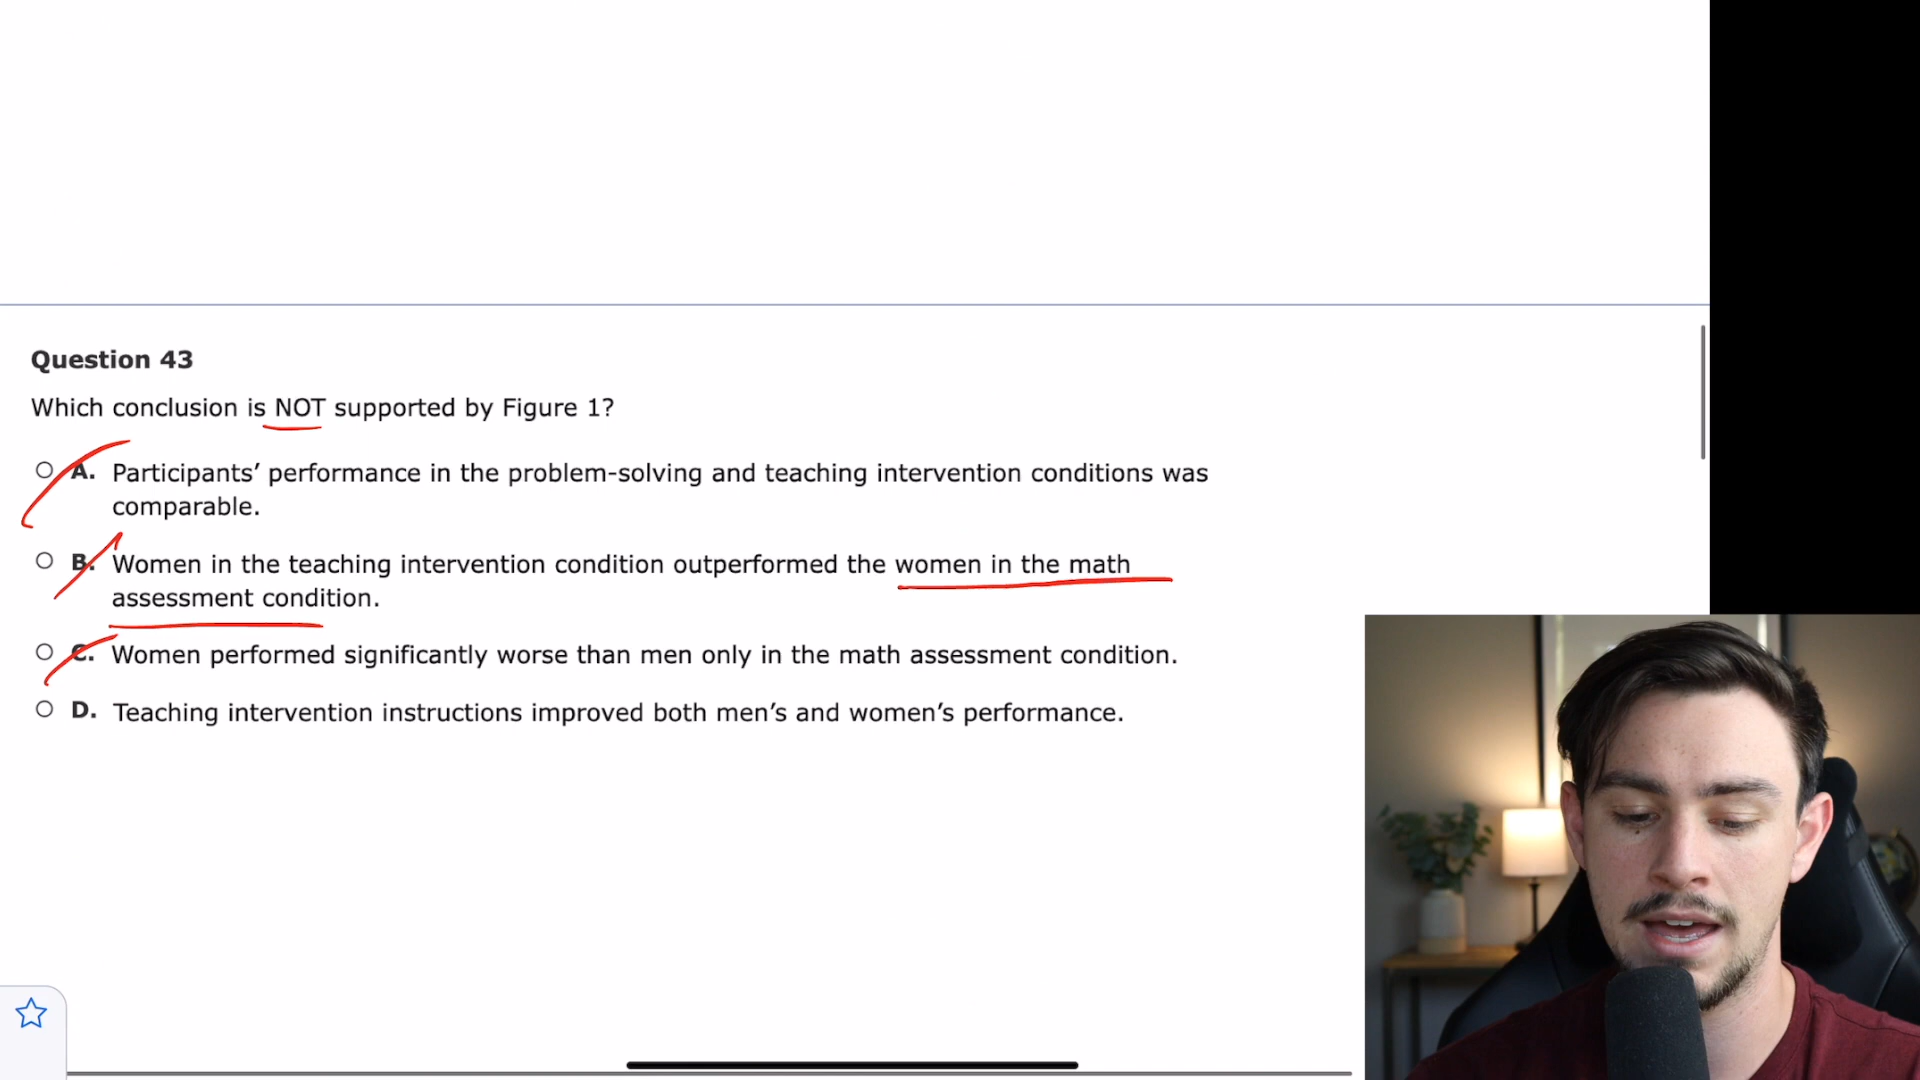 Question 43
Which conclusion is NOT supported by Figure 1?
A. Participants’ performance in the problem-solving and teaching intervention conditions was
comparable.
B. Women in the teaching intervention condition outperformed the women in the math
assessment condition.
C. Women performed significantly worse than men only in the math assessment condition.
D. Teaching intervention instructions improved both men’s and women’s performance.